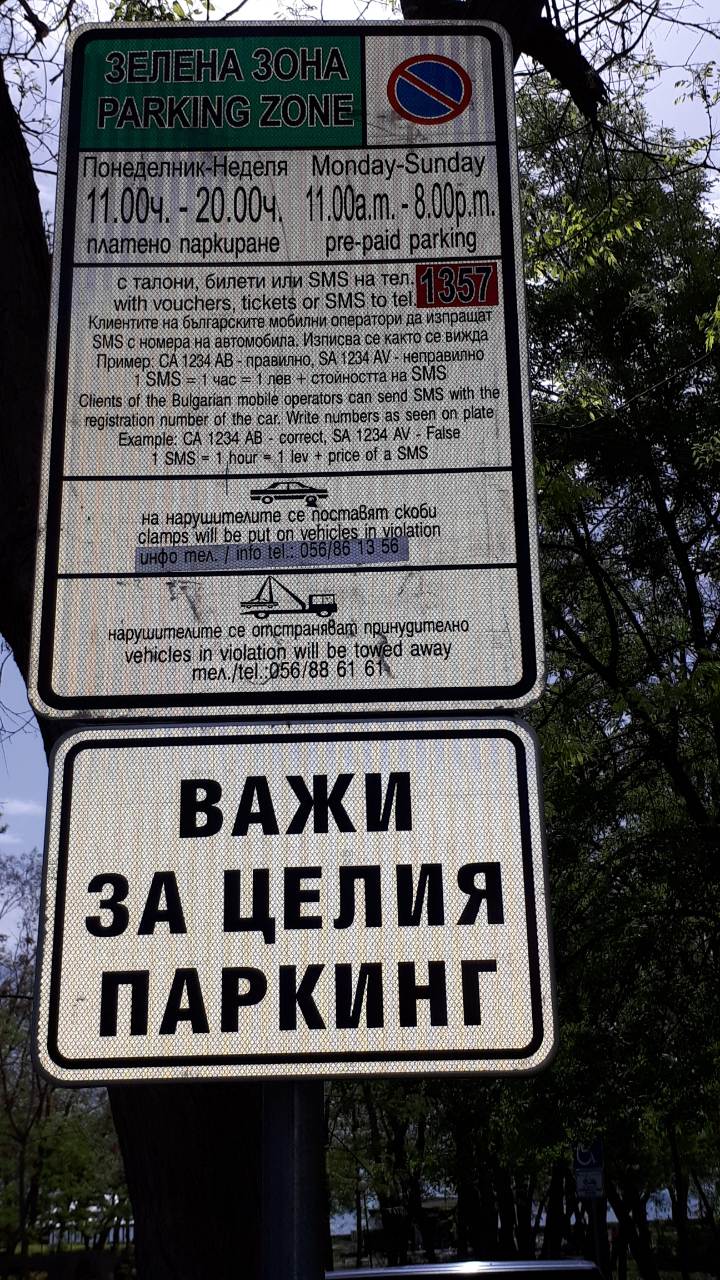 ЗЕЛЕНА ЗОНА
PARKING ZONE
Понеделник-Неделя Monday-Sunday
11.00ч. - 20.00ч. 11.00a.m. - 8.00p.m.
платено паркиране pre-paid parking
с талони, билети или SMS на тел. 1357
with vouchers, tickets or SMS to tel.
Клиентите на българските мобилни оператори да изпращат
SMS с номера на автомобила. Изписва се както се вижда
Пример: СА 1234 АВ - правилно, SA 1234 AV - неправилно
1 SMS = 1 час = 1 лев + стойността на SMS
Clients of the Bulgarian mobile operators can send SMS with the
registration number of the car. Write numbers as seen on plate
Example: CA 1234 AB - correct, SA 1234 AV - False
1 SMS = 1 hour = 1 lev + price of a SMS
на нарушителите се поставят скоби
clamps will be put on vehicles in violation
инфо тел. / info tel.: 056/86 13 56
нарушителите се отстраняват принудително
vehicles in violation will be towed away
тел./tel.:056/88 61 61
ВАЖИ
ЗА ЦЕЛИЯ
ПАРКИНГ